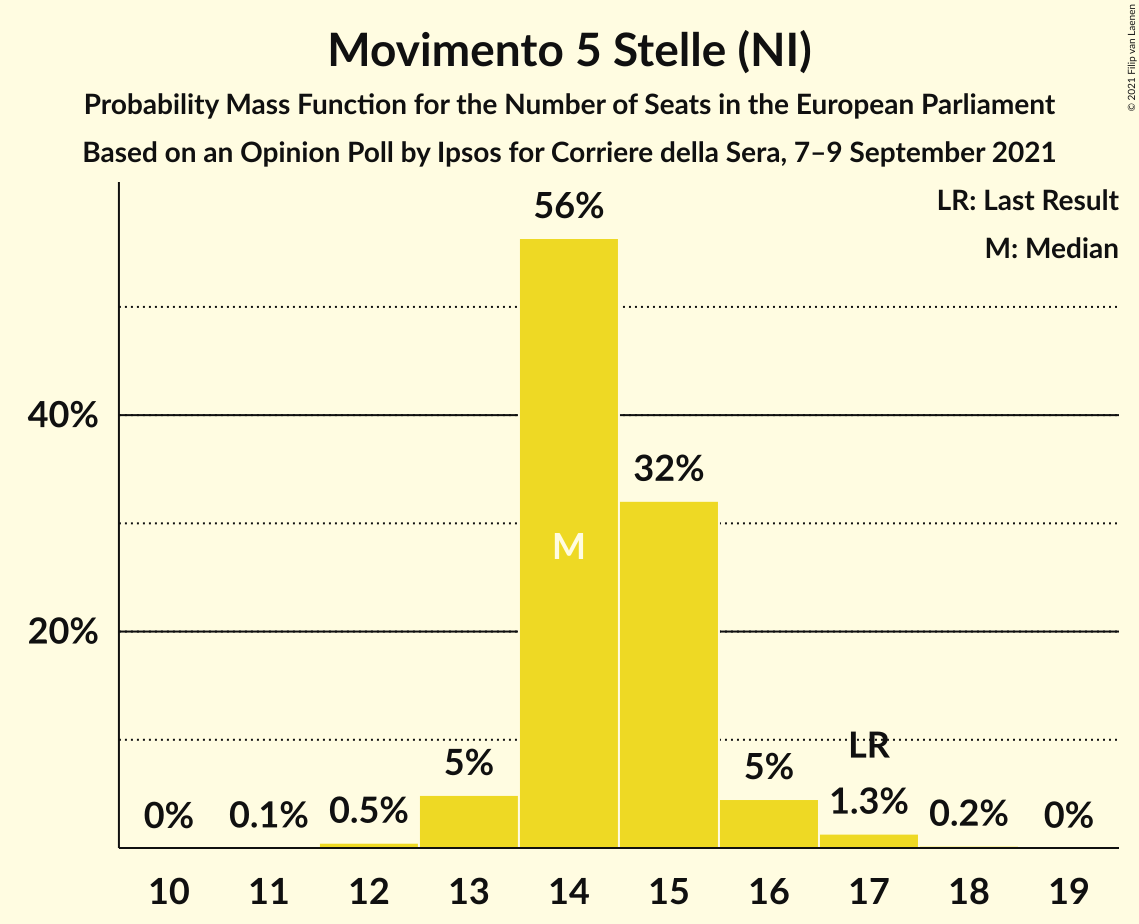 Movimento 5 Stelle (NI)
Probability Mass Function for the Number of Seats in the European Parliament
Based on an Opinion Poll by Ipsos for Corriere della Sera, 7–9 September 2021
© 2021 Filip van Laenen
LR: Last Result
M: Median
56%
40%
32%
M
20%
LR
5%
5%
0%
0.1%
0.5%
1.3%
0.2%
0%
10 11 12 13 14 15 16 17 18 19